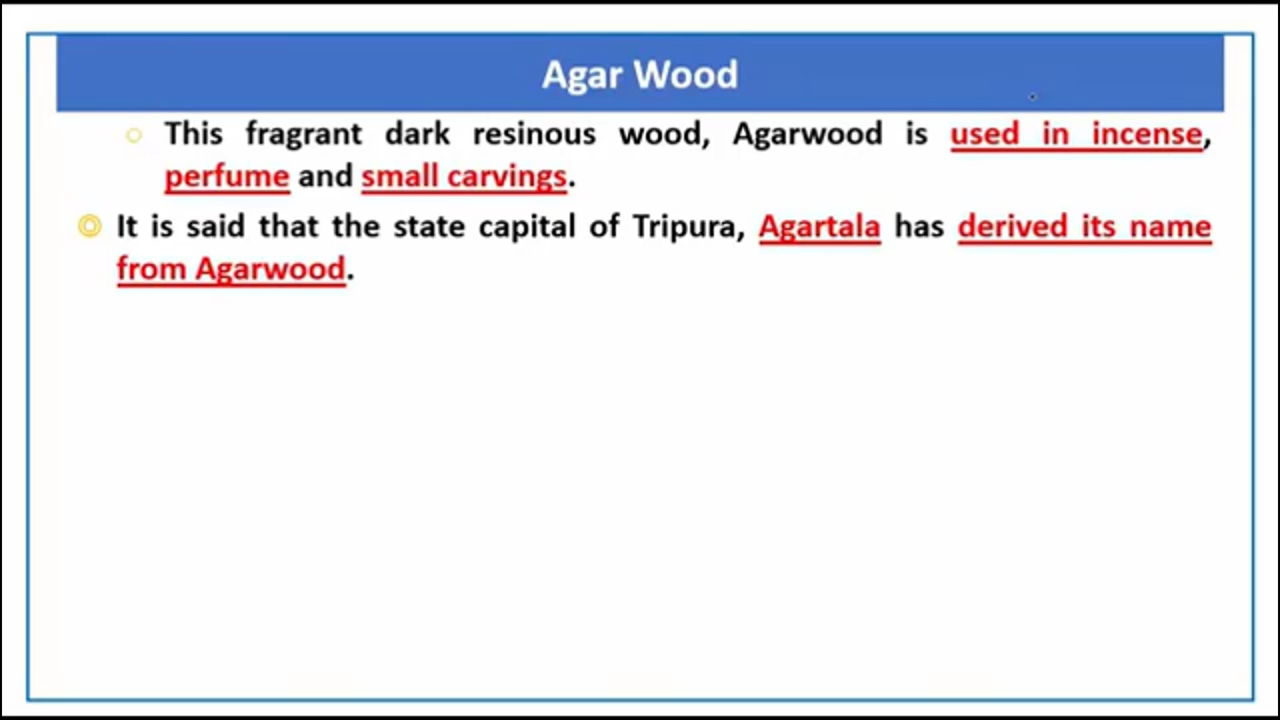 Agar Wood
This fragrant dark resinous wood, Agarwood is used in incense,
perfume and small carvings.
It is said that the state capital of Tripura, Agartala has derived its name
from Agarwood.